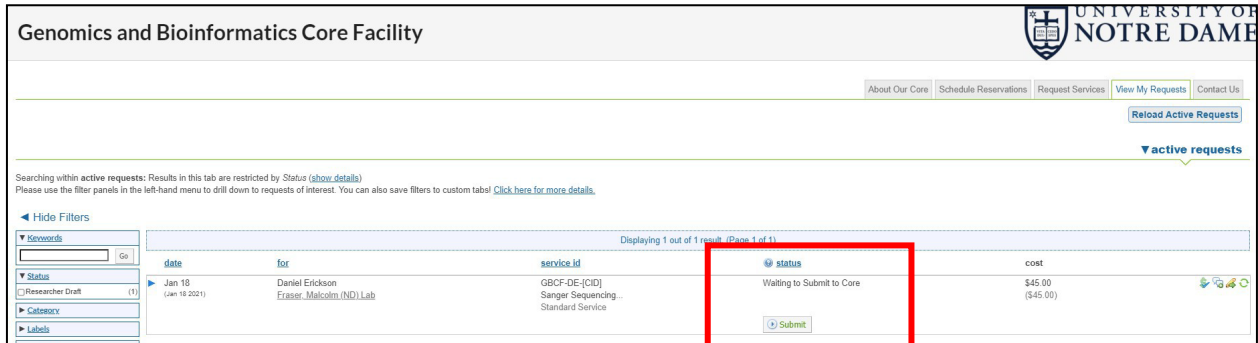 Genomics and Bioinformatics Core Facility
UNIVERSITY OF
NOTRE DAME
About Our Core Schedule Reservations Request Services View My Requests Contact Us
Reload Active Requests
▼active requests
Searching within active requests: Results in this tab are restricted by Status (show details)
Please use the filter panels in the left-hand menu to drill down to requests of interest. You can also save filters to custom tabs! Click here for more details.
◄ Hide Filters
▼ Keywords
Go
▼ Status
Researcher Draft (1)
► Category
► Labels
Displaying 1 out of 1 result (Page 1 of 1)
date for service id status cost
Jan 18 Daniel Erickson GBCF-DE-[CID] Waiting to Submit to Core $45.00
(Jan 18 2021) Fraser, Malcolm (ND) Lab Sanger Sequencing... ($45.00)
Standard Service
Submit